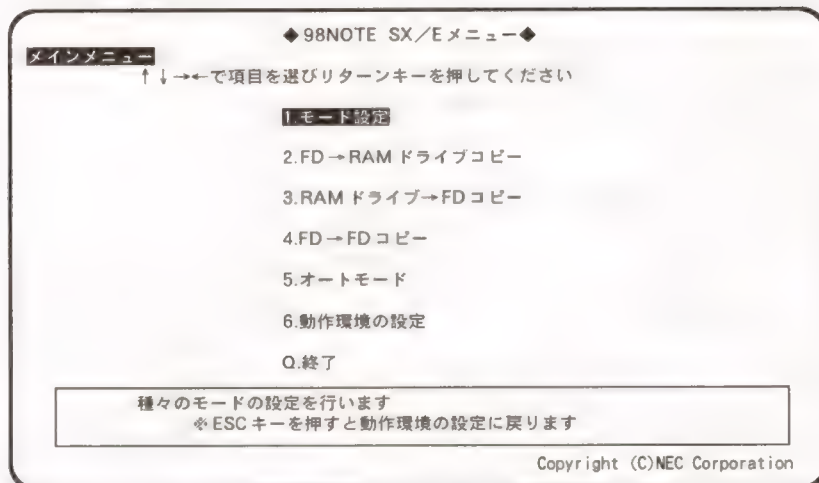 ◆98NOTE SX／Eメニュー◆
メインメニュー
↑↓→←で項目を選びリターンキーを押してください
1.モード設定
2.FD→RAMドライブコピー
3.RAMドライブ→FDコピー
4.FD→FDコピー
5.オートモード
6.動作環境の設定
Q.終了
種々のモードの設定を行います
※ESCキーを押すと動作環境の設定に戻ります
Copyright (C)NEC Corporation